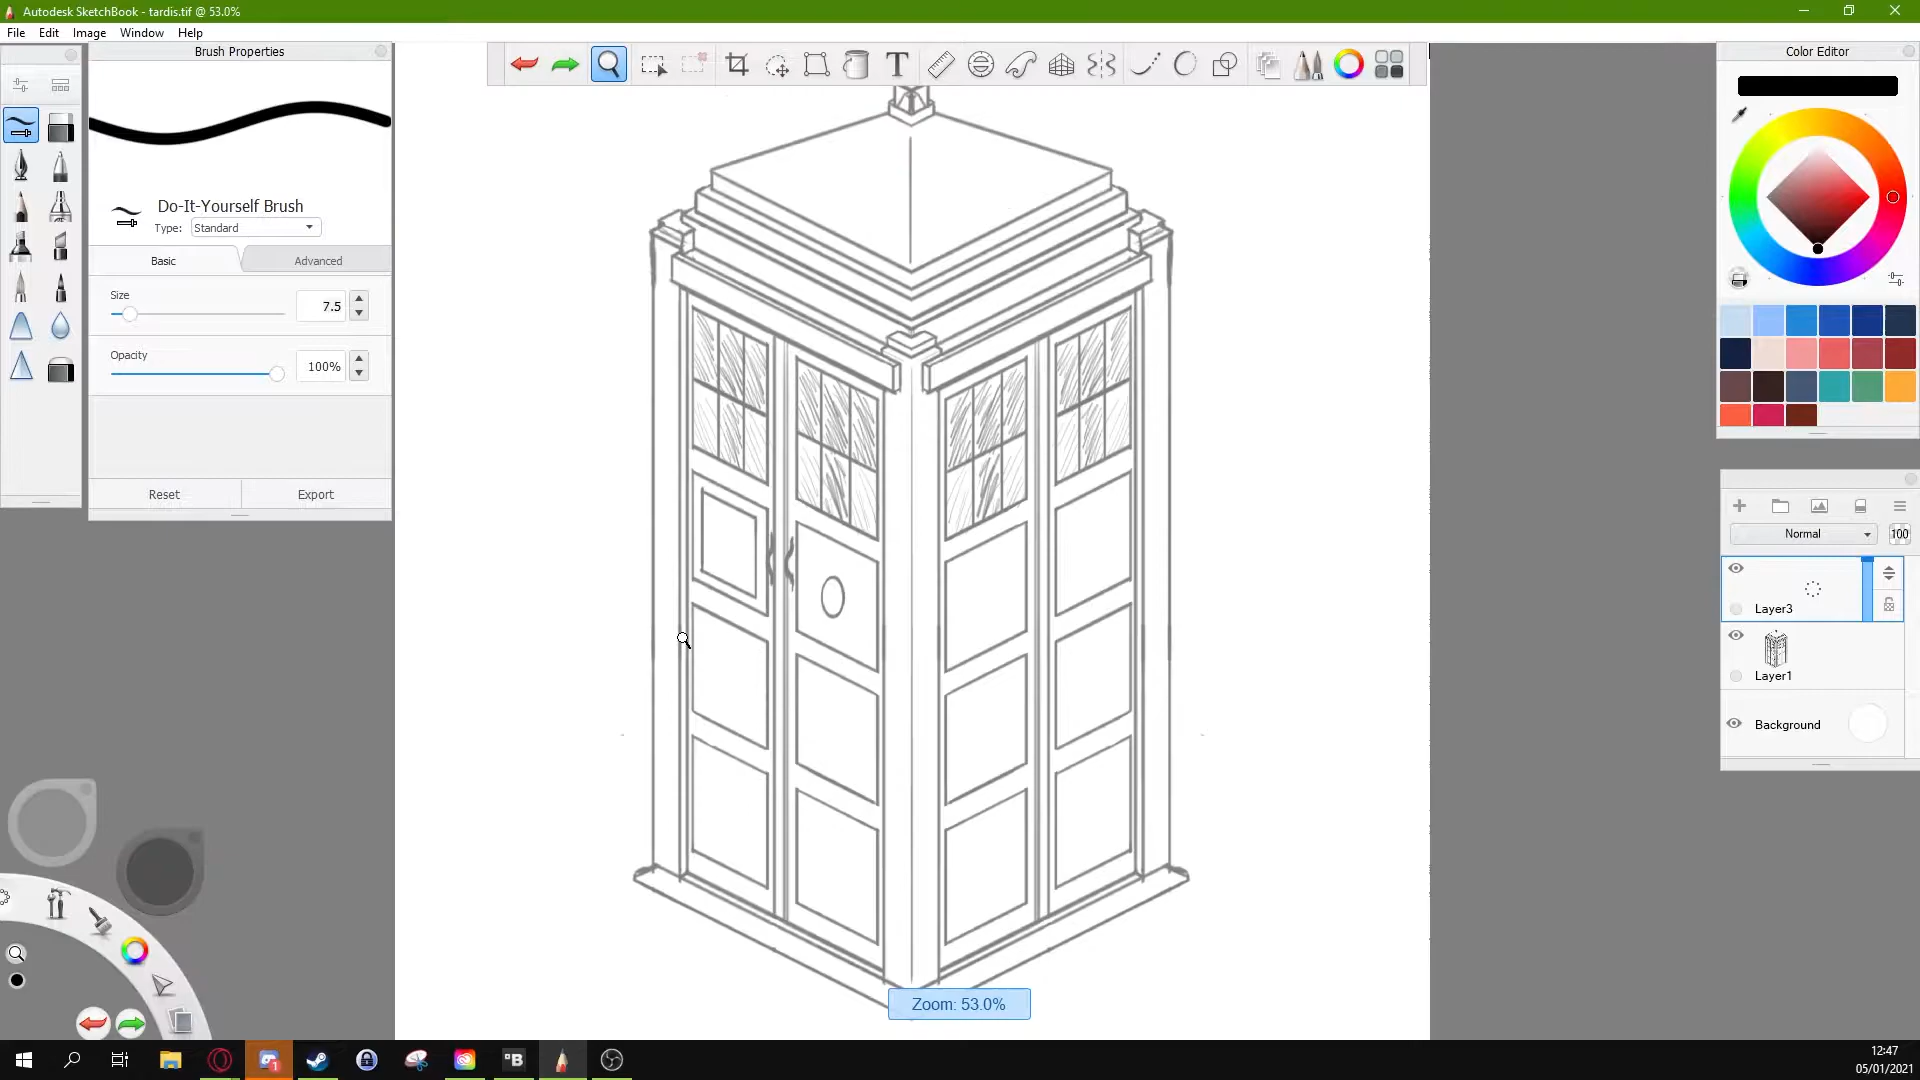 Autodesk SketchBook - tardis.tif @ 53.0%
File Edit Image Window Help
Brush Properties
Do-It-Yourself Brush
Type: Standard
Basic Advanced
Size
7.5
Opacity
100%
Reset Export
T
Color Editor
Normal 100
Layer3
Layer1
Background
Zoom: 53.0%
1
B
12:47
05/01/2021